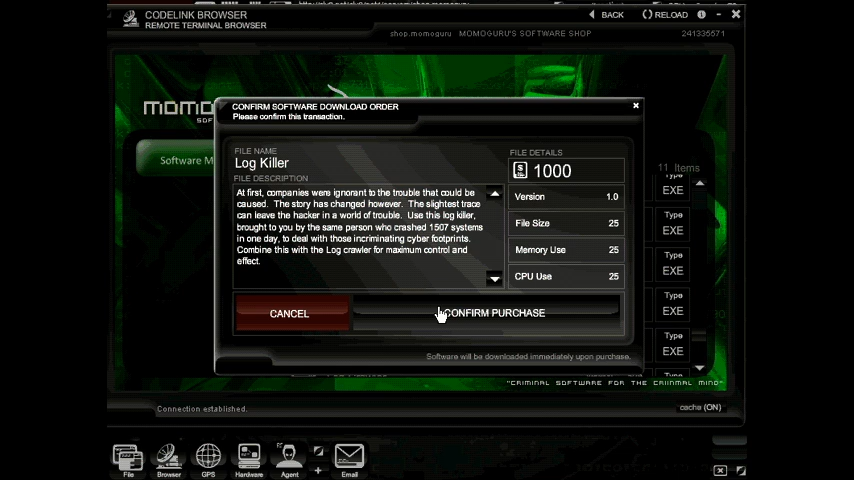 CODELINK BROWSER
REMOTE TERMINAL BROWSER
BACK
RELOAD
shop.momoguru MOMOGURU'S SOFTWARE SHOP
241335571
CONFIRM SOFTWARE DOWNLOAD ORDER
Please confirm this transaction.
MOMO
Software M
11 Items
FILE NAME
Log Killer
FILE DESCRIPTION
At first, companies were ignorant to the trouble that could be
caused. The story has changed however. The slightest trace
can leave the hacker in a world of trouble. Use this log killer,
brought to you by the same person who crashed 1507 systems
in one day, to deal with those incriminating cyber footprints.
Combine this with the Log crawler for maximum control and
effect.
FILE DETAILS
1000
Version 1.0
File Size 25
Memory Use 25
CPU Use 25
Type
EXE
Type
EXE
Type
EXE
Type
EXE
Type
EXE
Type
CANCEL
CONFIRM PURCHASE
Software will be downloaded immediately upon purchase.
"CRIMINAL SOFTWARE FOR THE CRIINMAL MIND"
Connection established.
cache (ON)
File
Browser
GPS
Hardware
Agent
Email